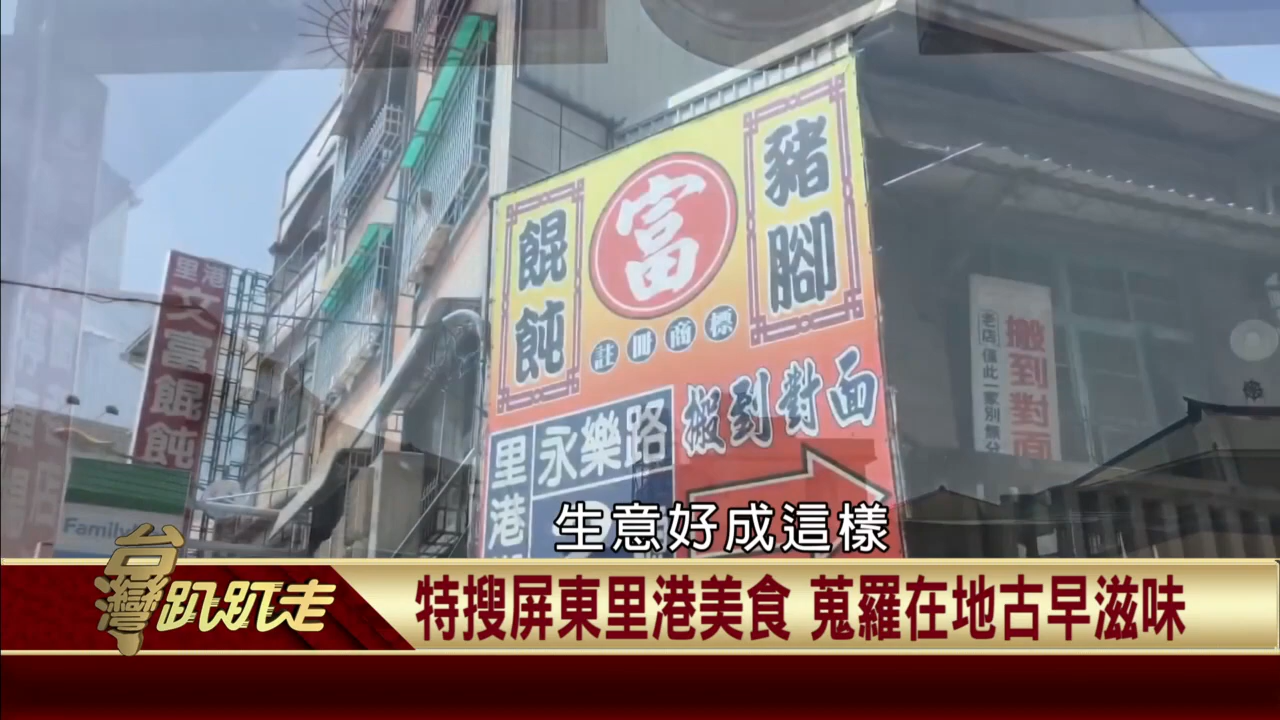 里港
文富餛飩
餛飩
富
豬腳
註冊商標
搬到對面
永樂路
里港
搬到對面
老店僅此一家別無分
Family
生意好成這樣
台灣趴趴走
特搜屏東里港美食 蒐羅在地古早滋味